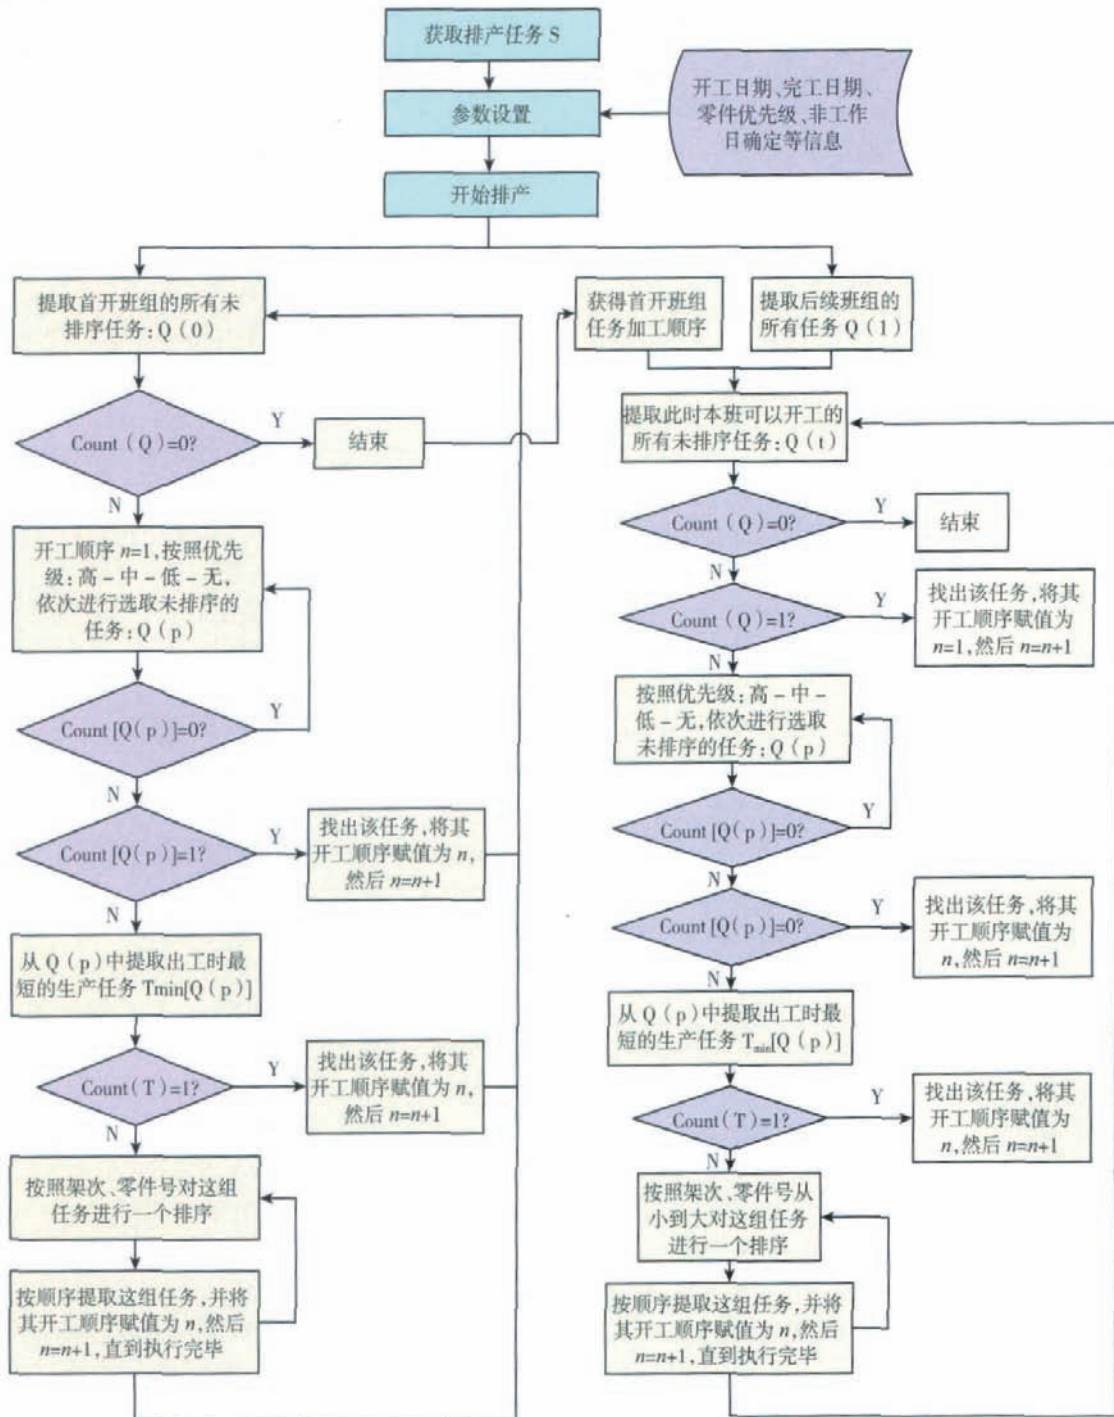 获取排产任务 S
参数设置
开工日期、完工日期、
零件优先级、非工作
日确定等信息
开始排产
提取首开班组的所有未
排序任务:Q(0)
Count(Q)=0?
Y
结束
N
开工顺序 n=1,按照优先
级:高-中-低-无,
依次进行选取未排序的
任务:Q(p)
Count[Q(p)]=0?
Y
N
Count[Q(p)]=1?
Y
找出该任务,将其
开工顺序赋值为 n,
然后 n=n+1
N
从 Q(p)中提取出工时最
短的生产任务 Tmin[Q(p)]
Count(T)=1?
Y
找出该任务,将其
开工顺序赋值为 n,
然后 n=n+1
N
按照架次、零件号对这组
任务进行一个排序
按顺序提取这组任务,并将
其开工顺序赋值为 n,然后
n=n+1,直到执行完毕
获得首开班组
任务加工顺序
提取后续班组的
所有任务 Q(1)
提取此时本班可以开工的
所有未排序任务:Q(t)
Count(Q)=0?
Y
结束
N
Count(Q)=1?
Y
找出该任务,将其
开工顺序赋值为
n=1,然后 n=n+1
N
按照优先级:高-中-
低-无,依次进行选取
未排序的任务:Q(p)
Count[Q(p)]=0?
Y
N
Count[Q(p)]=0?
Y
找出该任务,将其
开工顺序赋值为
n,然后 n=n+1
N
从 Q(p)中提取出工时最
短的生产任务 Tmin[Q(p)]
Count(T)=1?
Y
找出该任务,将其
开工顺序赋值为
n,然后 n=n+1
N
按照架次、零件号从
小到大对这组任务
进行一个排序
按顺序提取这组任务,并将
其开工顺序赋值为 n,然后
n=n+1,直到执行完毕